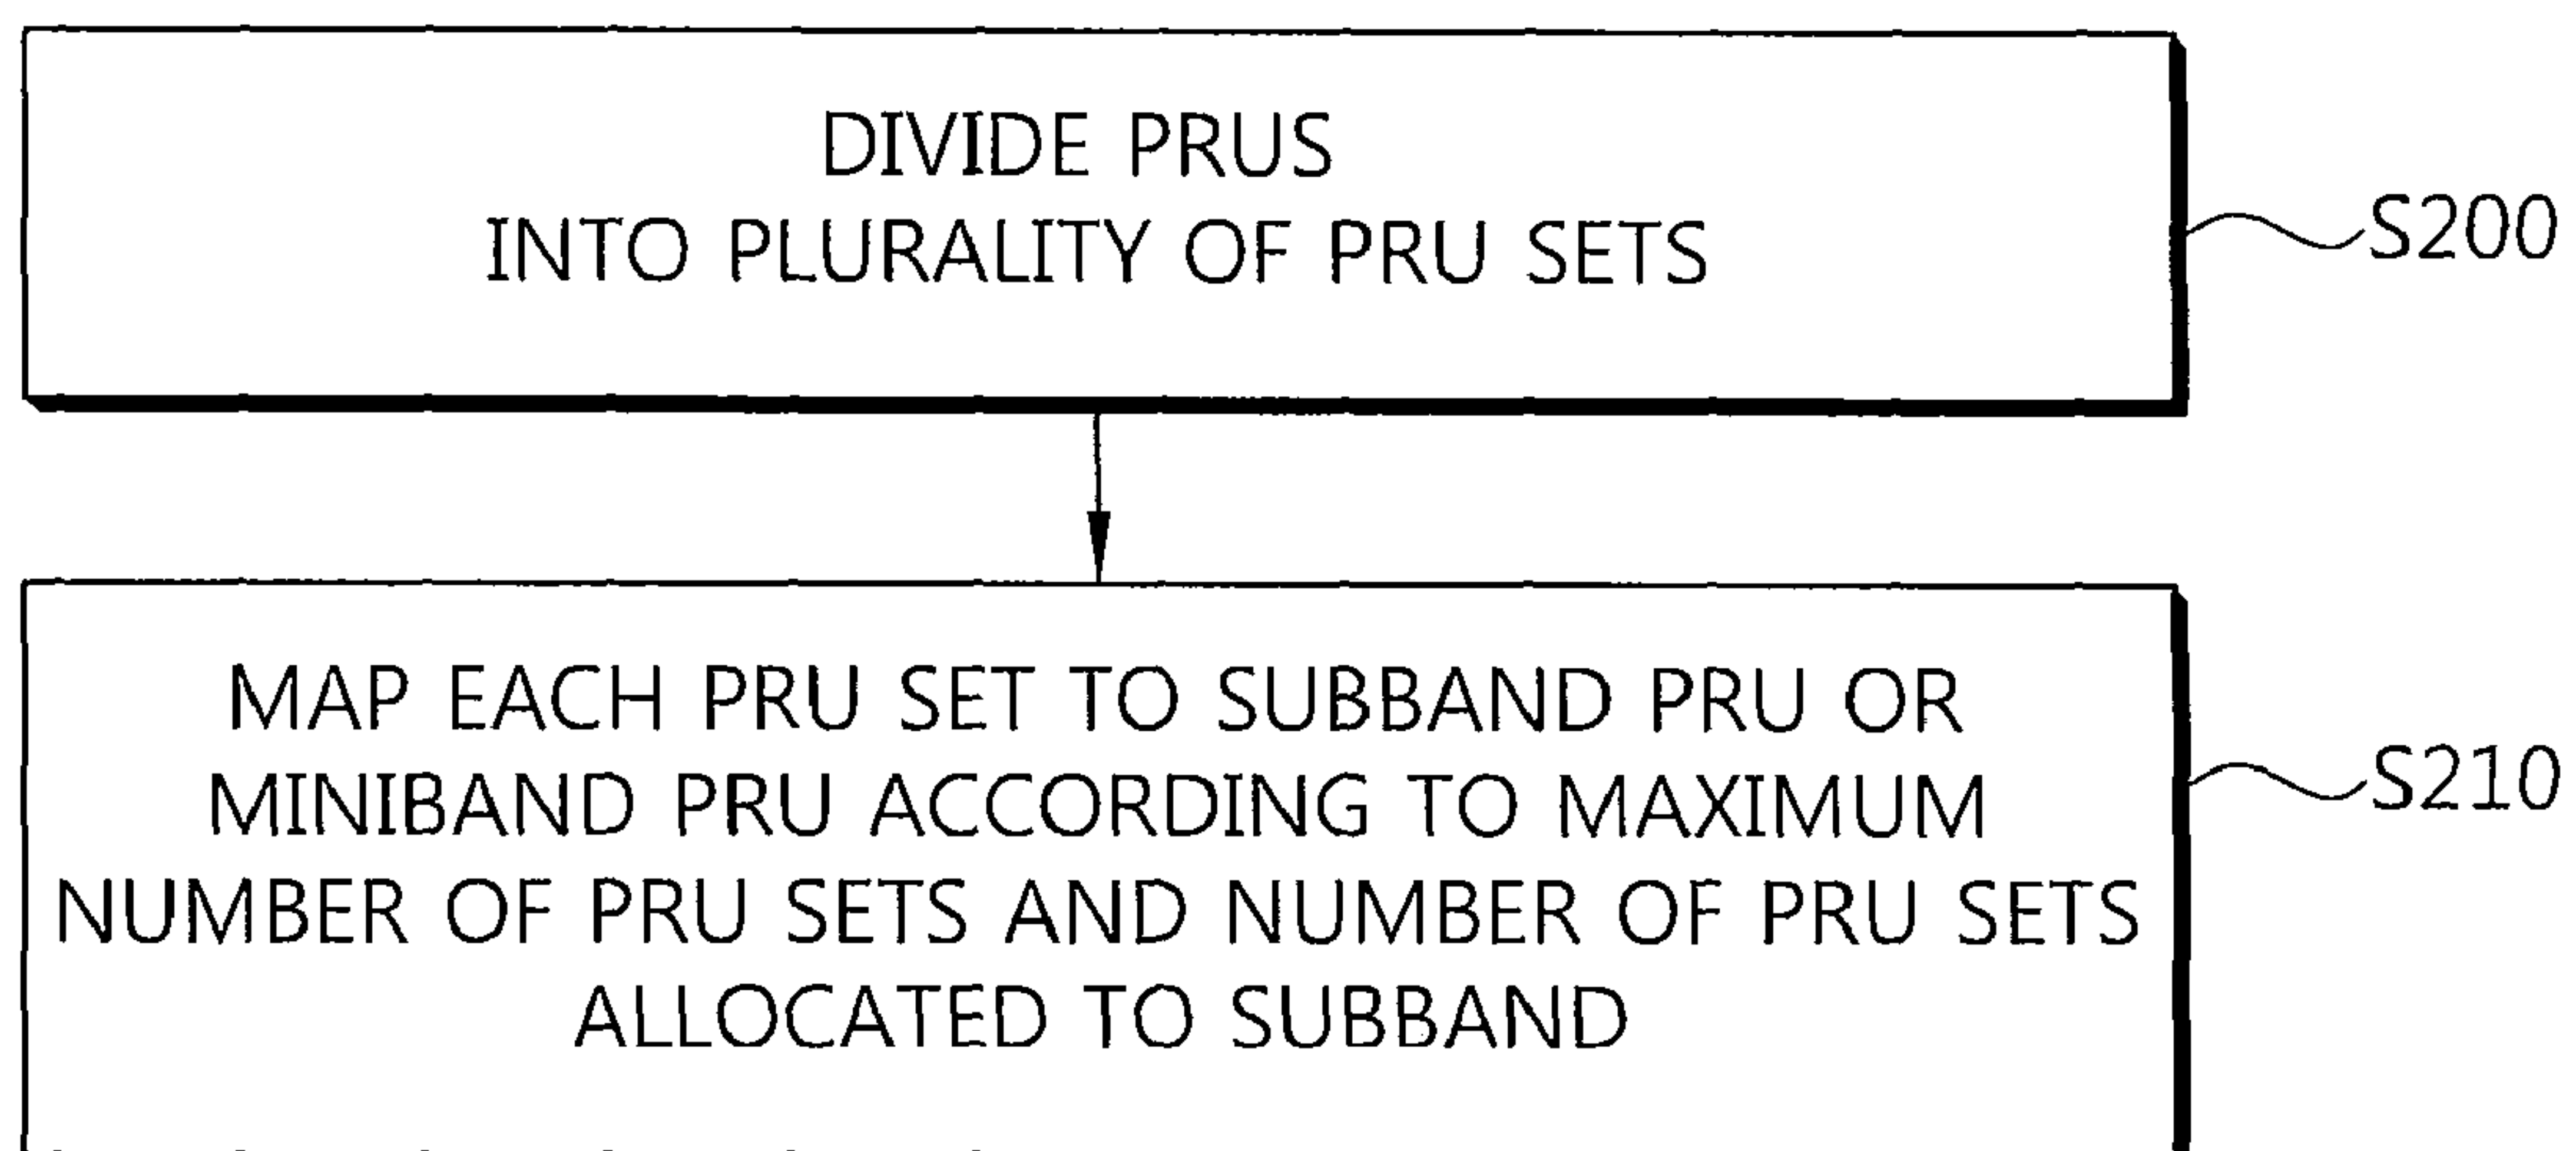 DIVIDE PRUS
INTO PLURALITY OF PRU SETS
S200
MAP EACH PRU SET TO SUBBAND PRU OR
MINIBAND PRU ACCORDING TO MAXIMUM
NUMBER OF PRU SETS AND NUMBER OF PRU SETS
ALLOCATED TO SUBBAND
S210